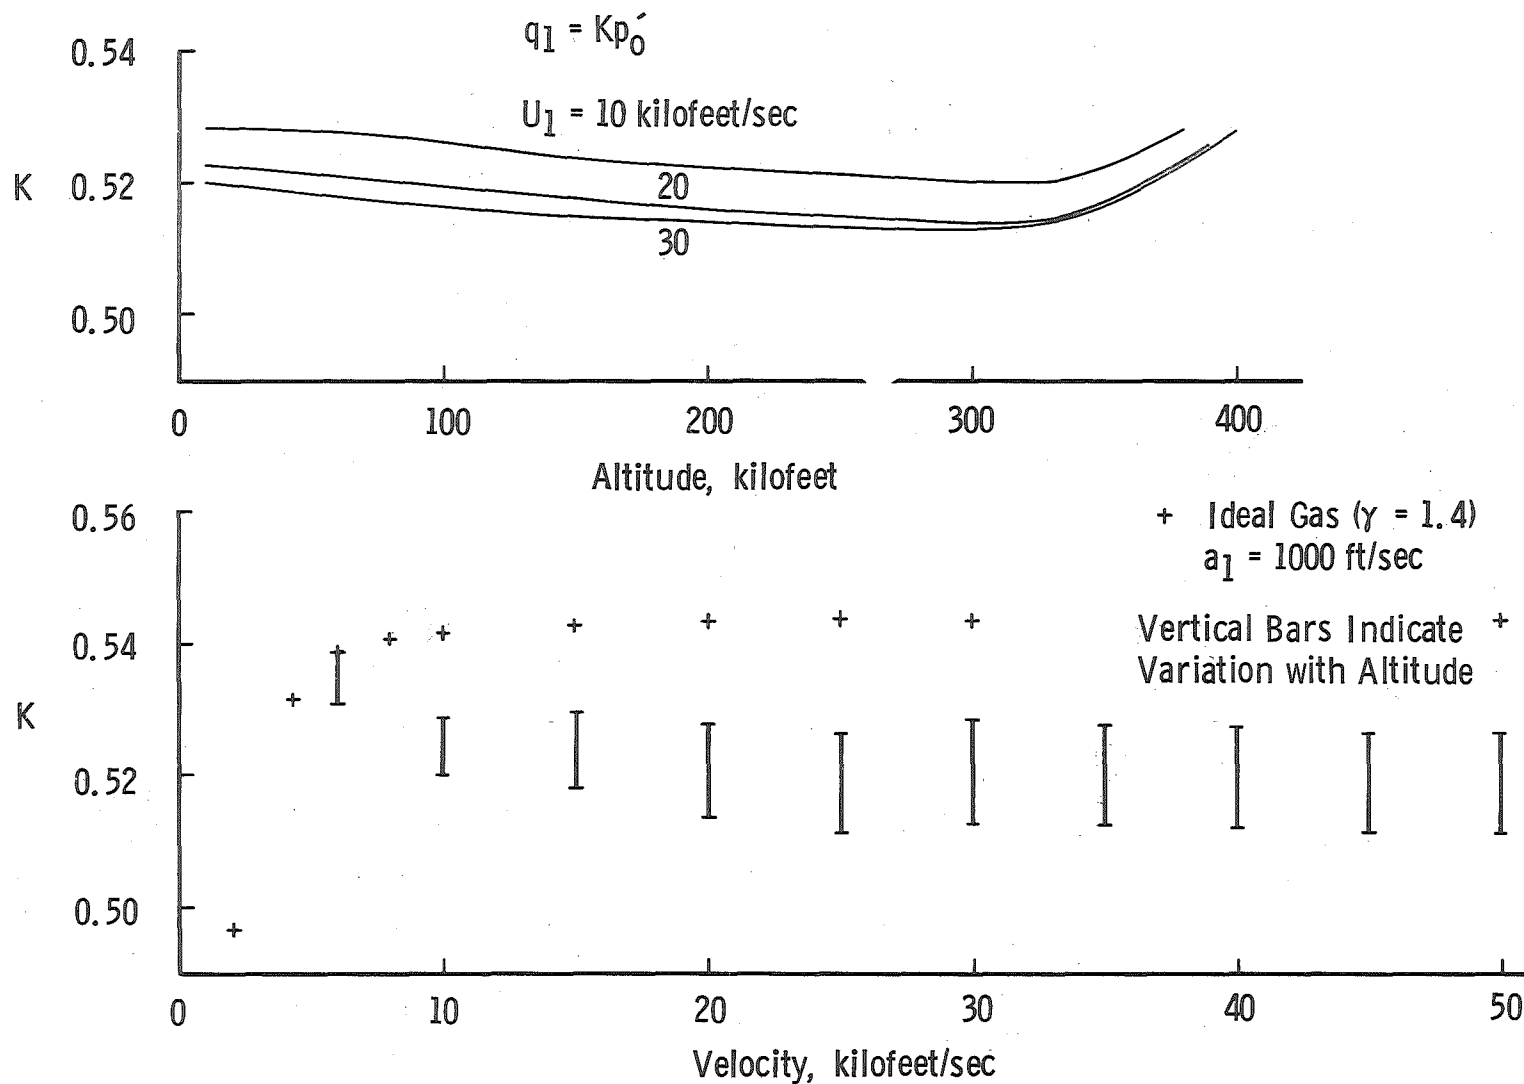 q1 = Kpo′
U1 = 10 kilofeet/sec
20
30
K
0.54
0.52
0.50
0
100
200
300
400
Altitude, kilofeet
+ Ideal Gas (γ = 1.4)
a1 = 1000 ft/sec
Vertical Bars Indicate
Variation with Altitude
K
0.56
0.54
0.52
0.50
0
10
20
30
40
50
Velocity, kilofeet/sec